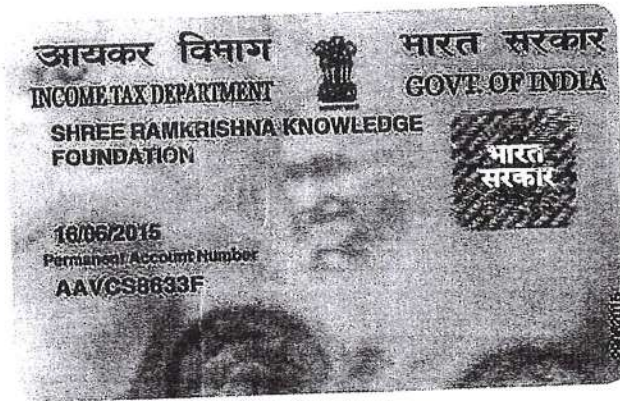 आयकर विभाग
भारत सरकार
INCOME TAX DEPARTMENT
GOVT. OF INDIA
SHREE RAMKRISHNA KNOWLEDGE
FOUNDATION
भारत
सरकार
16/06/2015
Permanent Account Number
AAVCS8633F